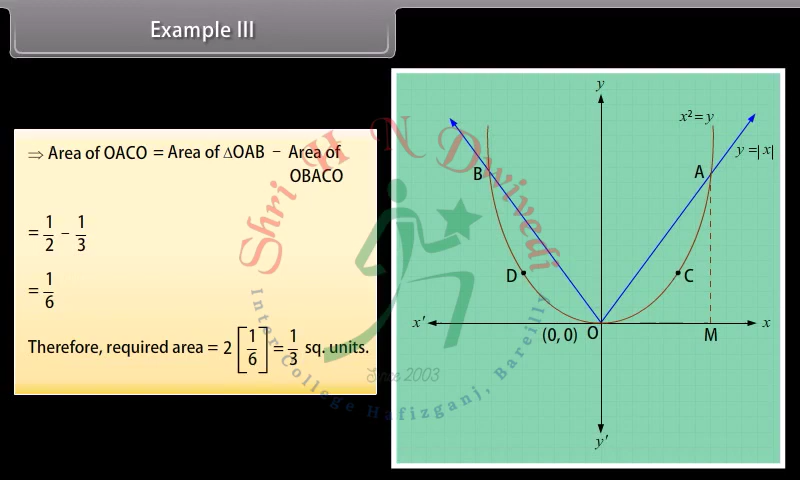 Example III
⇒ Area of OACO = Area of ΔOAB − Area of
OBACO
= 1/2 − 1/3
= 1/6
Therefore, required area = 2 [1/6] = 1/3 sq. units.
y
x² = y
y = |x|
B
A
D
C
x′
x
(0, 0)
O
M
y′
Shri H N Dwivedi
Inter College Hafizganj, Bareilly
Since 2003